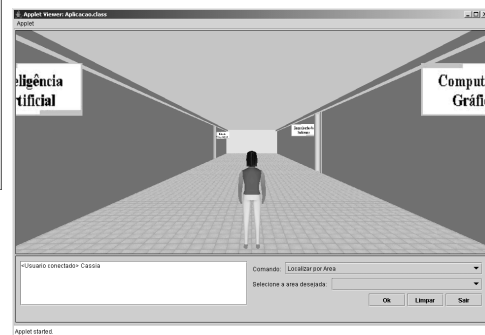 Applet Viewer: Aplicacao.class
Applet
eligência
rtificial
Comput
Gráfi
<Usuario conectado> Cassia
Comando: Localizar por Area
Selecione a area desejada:
Ok Limpar Sair
Applet started.